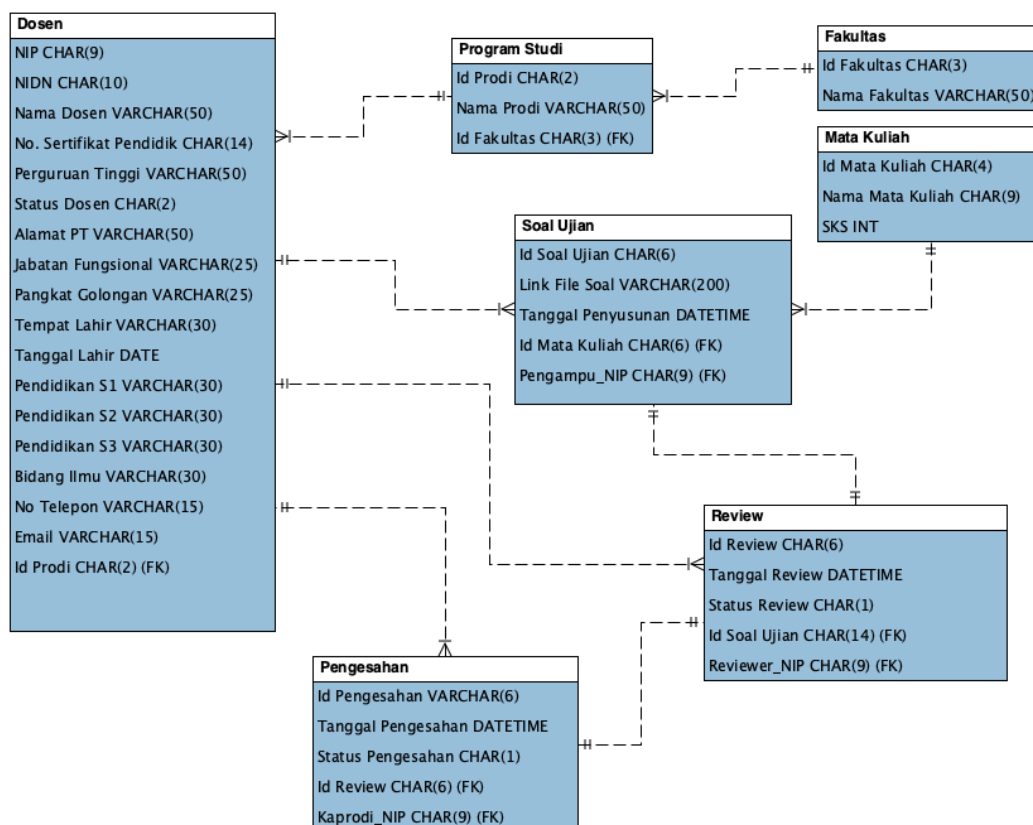 Dosen
NIP CHAR(9)
NIDN CHAR(10)
Nama Dosen VARCHAR(50)
No. Sertifikat Pendidik CHAR(14)
Perguruan Tinggi VARCHAR(50)
Status Dosen CHAR(2)
Alamat PT VARCHAR(50)
Jabatan Fungsional VARCHAR(25)
Pangkat Golongan VARCHAR(25)
Tempat Lahir VARCHAR(30)
Tanggal Lahir DATE
Pendidikan S1 VARCHAR(30)
Pendidikan S2 VARCHAR(30)
Pendidikan S3 VARCHAR(30)
Bidang Ilmu VARCHAR(30)
No Telepon VARCHAR(15)
Email VARCHAR(15)
Id Prodi CHAR(2) (FK)
Program Studi
Id Prodi CHAR(2)
Nama Prodi VARCHAR(50)
Id Fakultas CHAR(3) (FK)
Fakultas
Id Fakultas CHAR(3)
Nama Fakultas VARCHAR(50)
Mata Kuliah
Id Mata Kuliah CHAR(4)
Nama Mata Kuliah CHAR(9)
SKS INT
Soal Ujian
Id Soal Ujian CHAR(6)
Link File Soal VARCHAR(200)
Tanggal Penyusunan DATETIME
Id Mata Kuliah CHAR(6) (FK)
Pengampu_NIP CHAR(9) (FK)
Review
Id Review CHAR(6)
Tanggal Review DATETIME
Status Review CHAR(1)
Id Soal Ujian CHAR(14) (FK)
Reviewer_NIP CHAR(9) (FK)
Pengesahan
Id Pengesahan VARCHAR(6)
Tanggal Pengesahan DATETIME
Status Pengesahan CHAR(1)
Id Review CHAR(6) (FK)
Kaprodi_NIP CHAR(9) (FK)